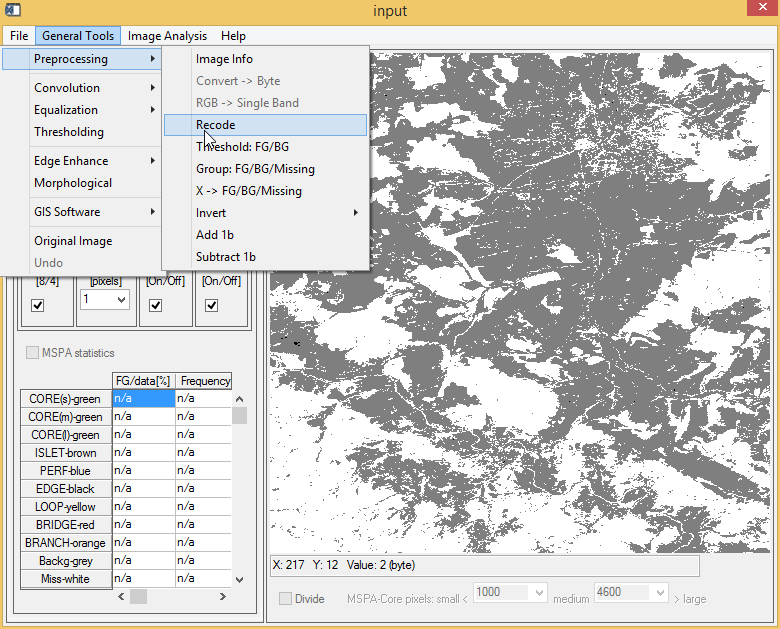 input
File General Tools Image Analysis Help
Preprocessing
Convolution
Equalization
Thresholding
Edge Enhance
Morphological
GIS Software
Original Image
Undo
Image Info
Convert -> Byte
RGB -> Single Band
Recode
Threshold: FG/BG
Group: FG/BG/Missing
X -> FG/BG/Missing
Invert
Add 1b
Subtract 1b
[8/4] [pixels] [On/Off] [On/Off]
1
MSPA statistics
FG/data[%] Frequency
CORE(s)-green n/a n/a
CORE(m)-green n/a n/a
CORE(l)-green n/a n/a
ISLET-brown n/a n/a
PERF-blue n/a n/a
EDGE-black n/a n/a
LOOP-yellow n/a n/a
BRIDGE-red n/a n/a
BRANCH-orange n/a n/a
Backg-grey n/a n/a
Miss-white n/a n/a
X: 217 Y: 12 Value: 2 (byte)
Divide MSPA-Core pixels: small < 1000 medium 4600 > large